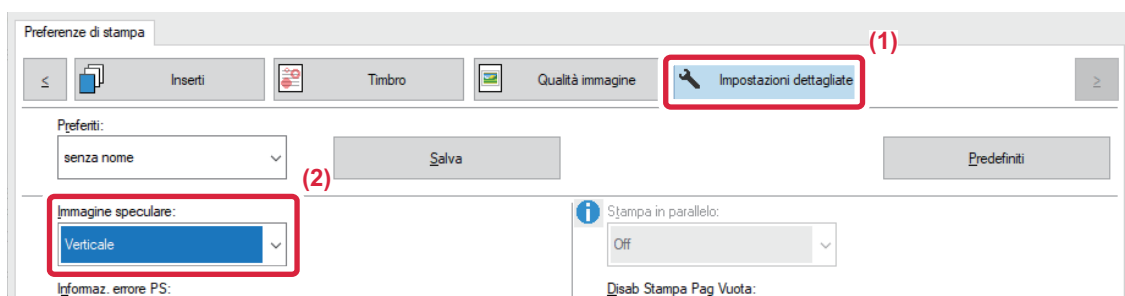 Preferenze di stampa
(1)
< Inserti Timbro Qualità immagine Impostazioni dettagliate >
Preferiti:
senza nome Salva Predefiniti
(2)
Immagine speculare: Stampa in parallelo:
Verticale Off
Informaz. errore PS: Disab Stampa Pag Vuota: